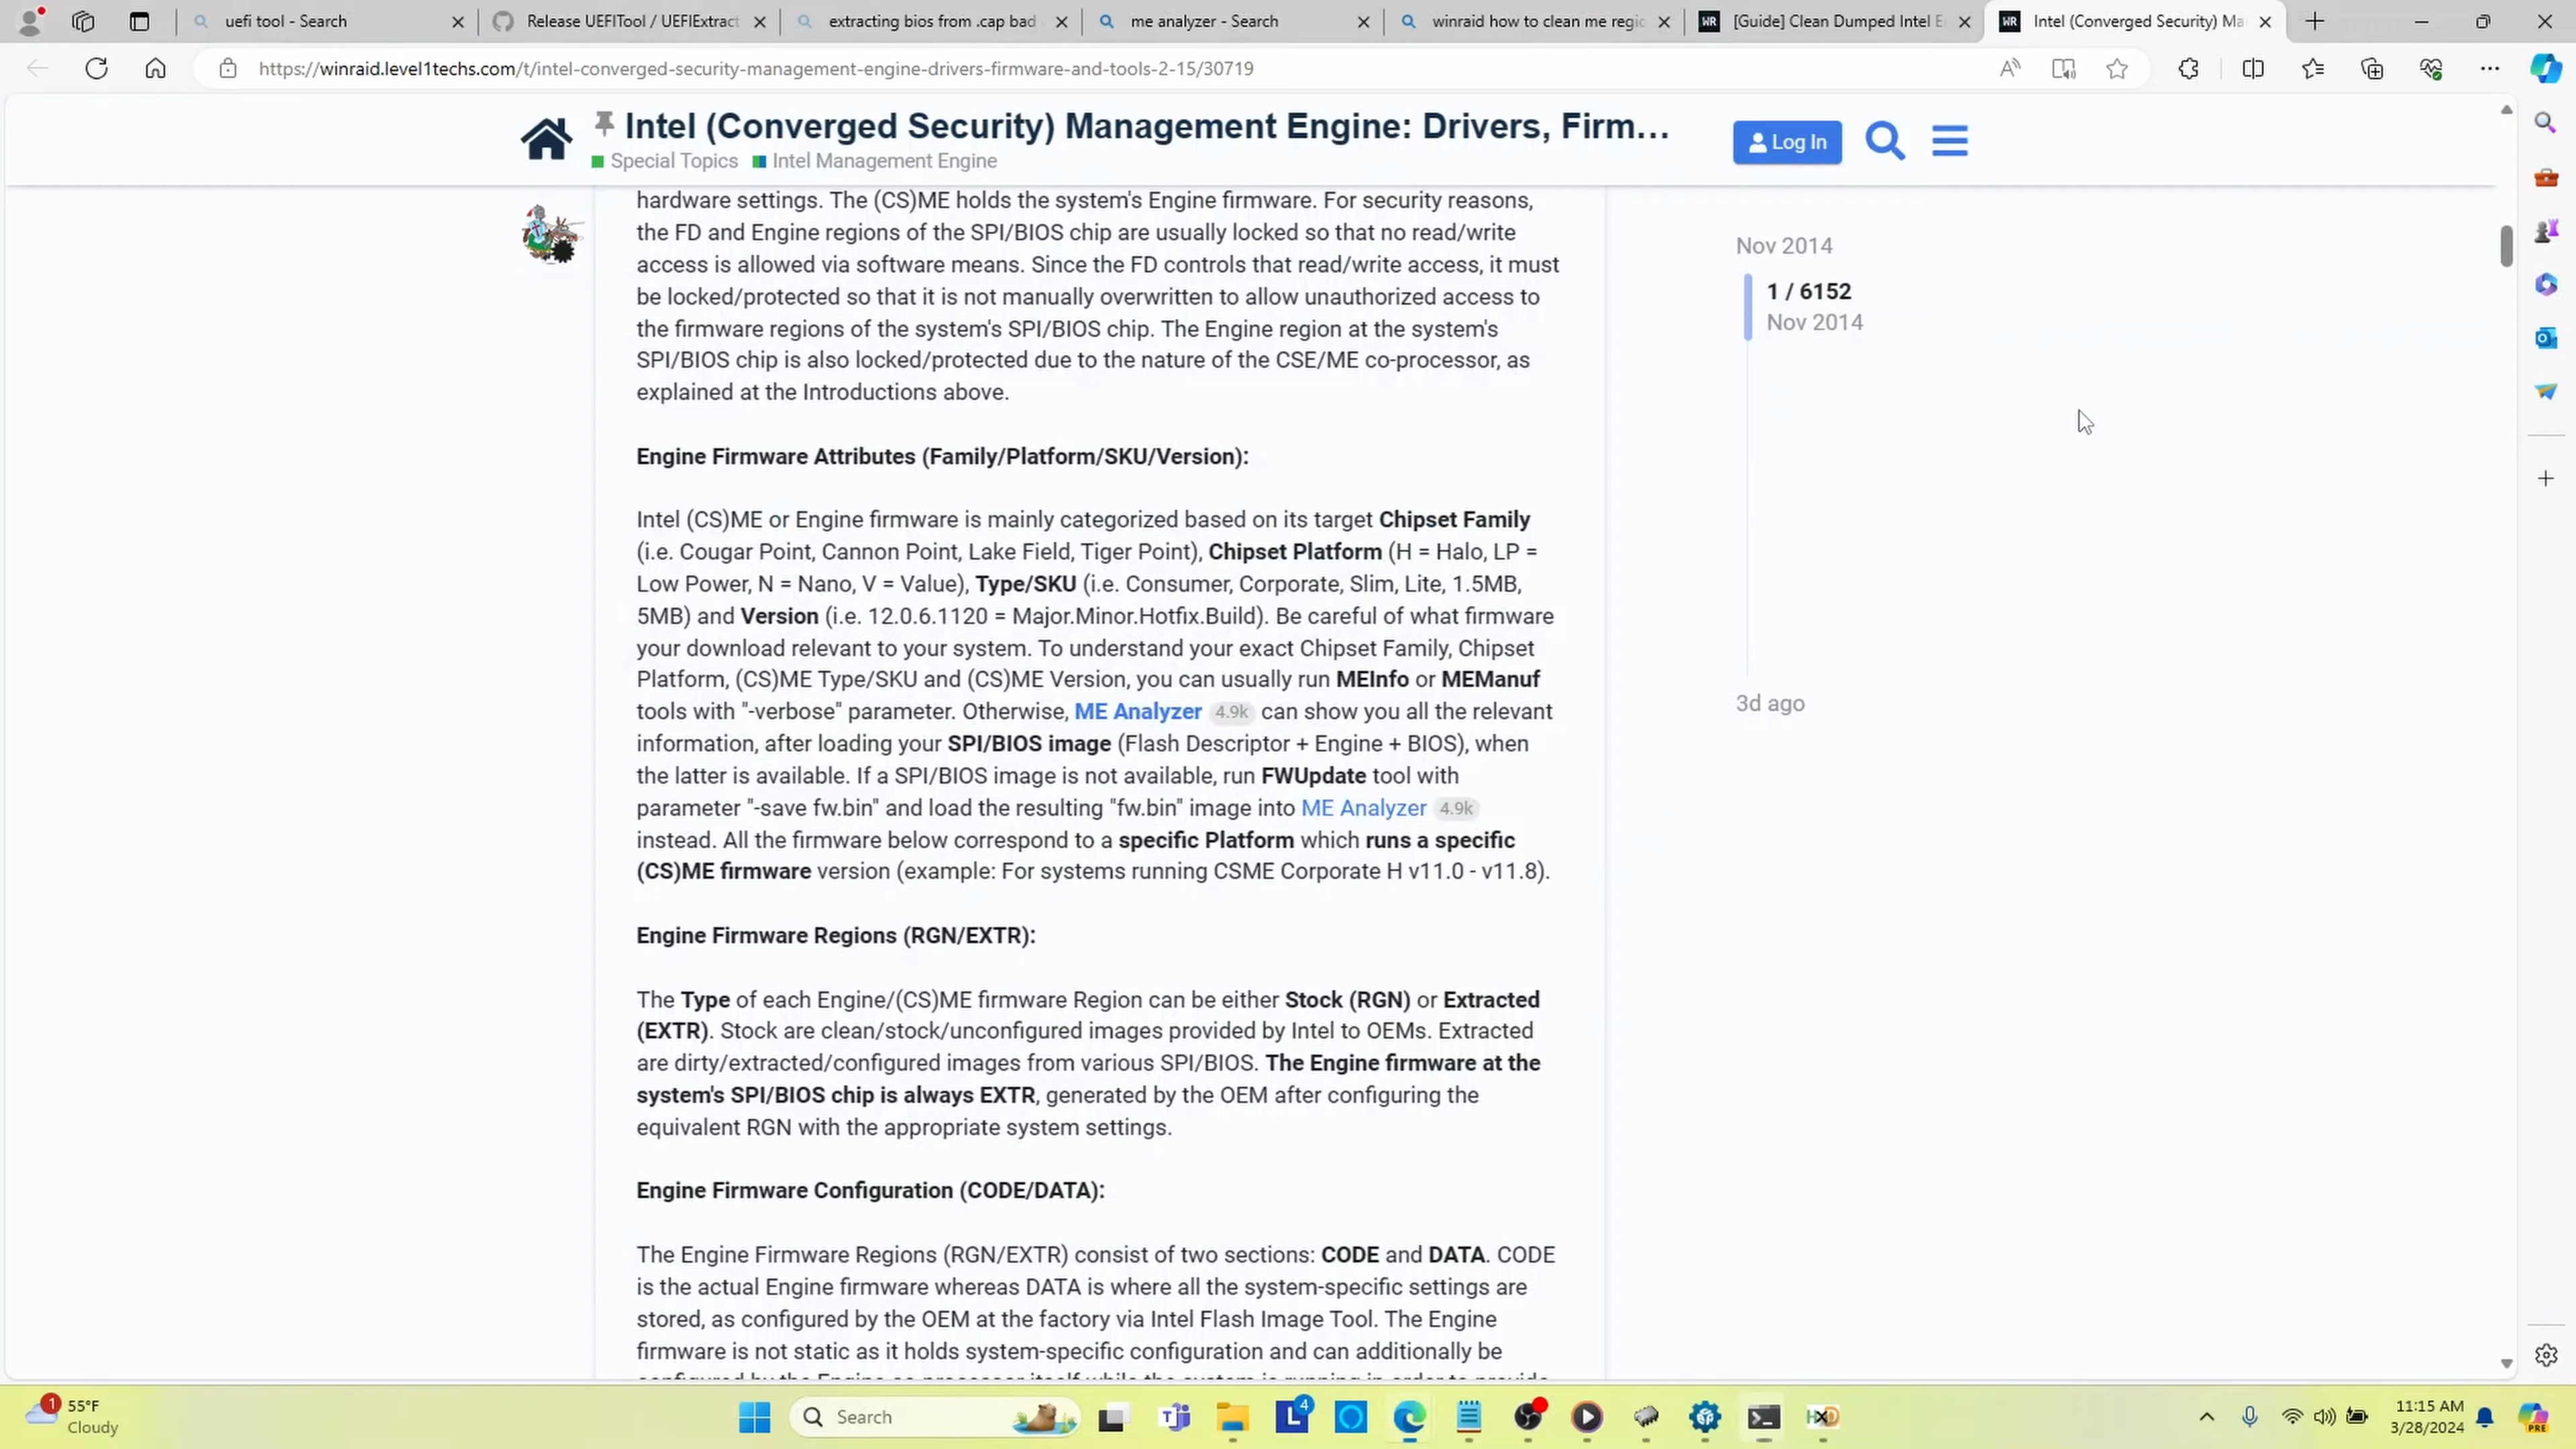 uefi tool - Search
Release UEFITool / UEFIExtract
extracting bios from .cap bad
me analyzer - Search
winraid how to clean me regi
[Guide] Clean Dumped Intel E
Intel (Converged Security) Ma
https://winraid.level1techs.com/t/intel-converged-security-management-engine-drivers-firmware-and-tools-2-15/30719
Intel (Converged Security) Management Engine: Drivers, Firm...
Special Topics Intel Management Engine
Log In
hardware settings. The (CS)ME holds the system's Engine firmware. For security reasons,
the FD and Engine regions of the SPI/BIOS chip are usually locked so that no read/write
access is allowed via software means. Since the FD controls that read/write access, it must
be locked/protected so that it is not manually overwritten to allow unauthorized access to
the firmware regions of the system's SPI/BIOS chip. The Engine region at the system's
SPI/BIOS chip is also locked/protected due to the nature of the CSE/ME co-processor, as
explained at the Introductions above.
Engine Firmware Attributes (Family/Platform/SKU/Version):
Intel (CS)ME or Engine firmware is mainly categorized based on its target Chipset Family
(i.e. Cougar Point, Cannon Point, Lake Field, Tiger Point), Chipset Platform (H = Halo, LP =
Low Power, N = Nano, V = Value), Type/SKU (i.e. Consumer, Corporate, Slim, Lite, 1.5MB,
5MB) and Version (i.e. 12.0.6.1120 = Major.Minor.Hotfix.Build). Be careful of what firmware
your download relevant to your system. To understand your exact Chipset Family, Chipset
Platform, (CS)ME Type/SKU and (CS)ME Version, you can usually run MEInfo or MEManuf
tools with "-verbose" parameter. Otherwise, ME Analyzer 4.9k can show you all the relevant
information, after loading your SPI/BIOS image (Flash Descriptor + Engine + BIOS), when
the latter is available. If a SPI/BIOS image is not available, run FWUpdate tool with
parameter "-save fw.bin" and load the resulting "fw.bin" image into ME Analyzer 4.9k
instead. All the firmware below correspond to a specific Platform which runs a specific
(CS)ME firmware version (example: For systems running CSME Corporate H v11.0 - v11.8).
Engine Firmware Regions (RGN/EXTR):
The Type of each Engine/(CS)ME firmware Region can be either Stock (RGN) or Extracted
(EXTR). Stock are clean/stock/unconfigured images provided by Intel to OEMs. Extracted
are dirty/extracted/configured images from various SPI/BIOS. The Engine firmware at the
system's SPI/BIOS chip is always EXTR, generated by the OEM after configuring the
equivalent RGN with the appropriate system settings.
Engine Firmware Configuration (CODE/DATA):
The Engine Firmware Regions (RGN/EXTR) consist of two sections: CODE and DATA. CODE
is the actual Engine firmware whereas DATA is where all the system-specific settings are
stored, as configured by the OEM at the factory via Intel Flash Image Tool. The Engine
firmware is not static as it holds system-specific configuration and can additionally be
Nov 2014
1 / 6152
Nov 2014
3d ago
1
55°F
Cloudy
Search
4
11:15 AM
3/28/2024